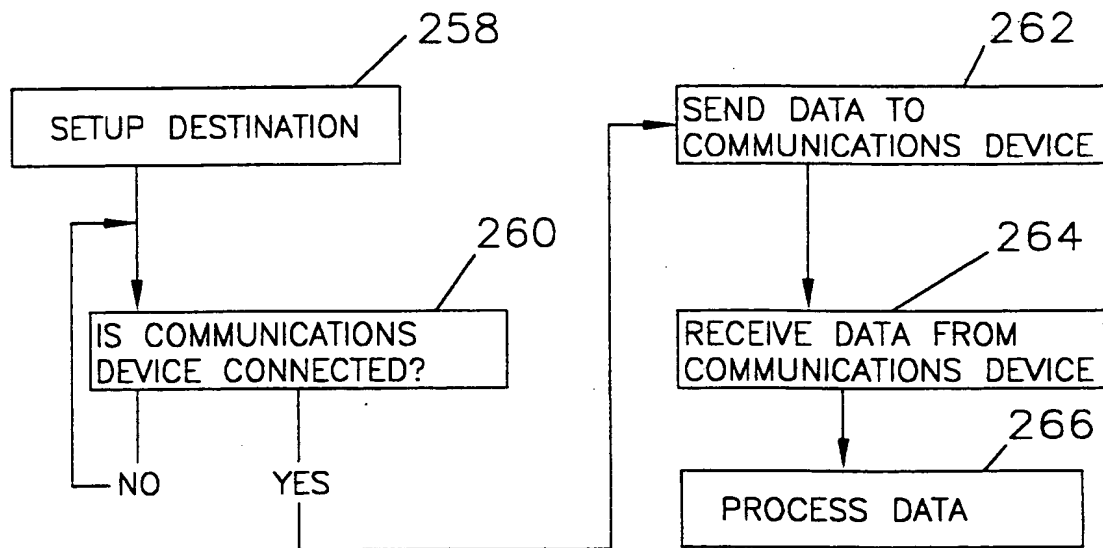 258
SETUP DESTINATION
260
IS COMMUNICATIONS
DEVICE CONNECTED?
NO
YES
262
SEND DATA TO
COMMUNICATIONS DEVICE
264
RECEIVE DATA FROM
COMMUNICATIONS DEVICE
266
PROCESS DATA